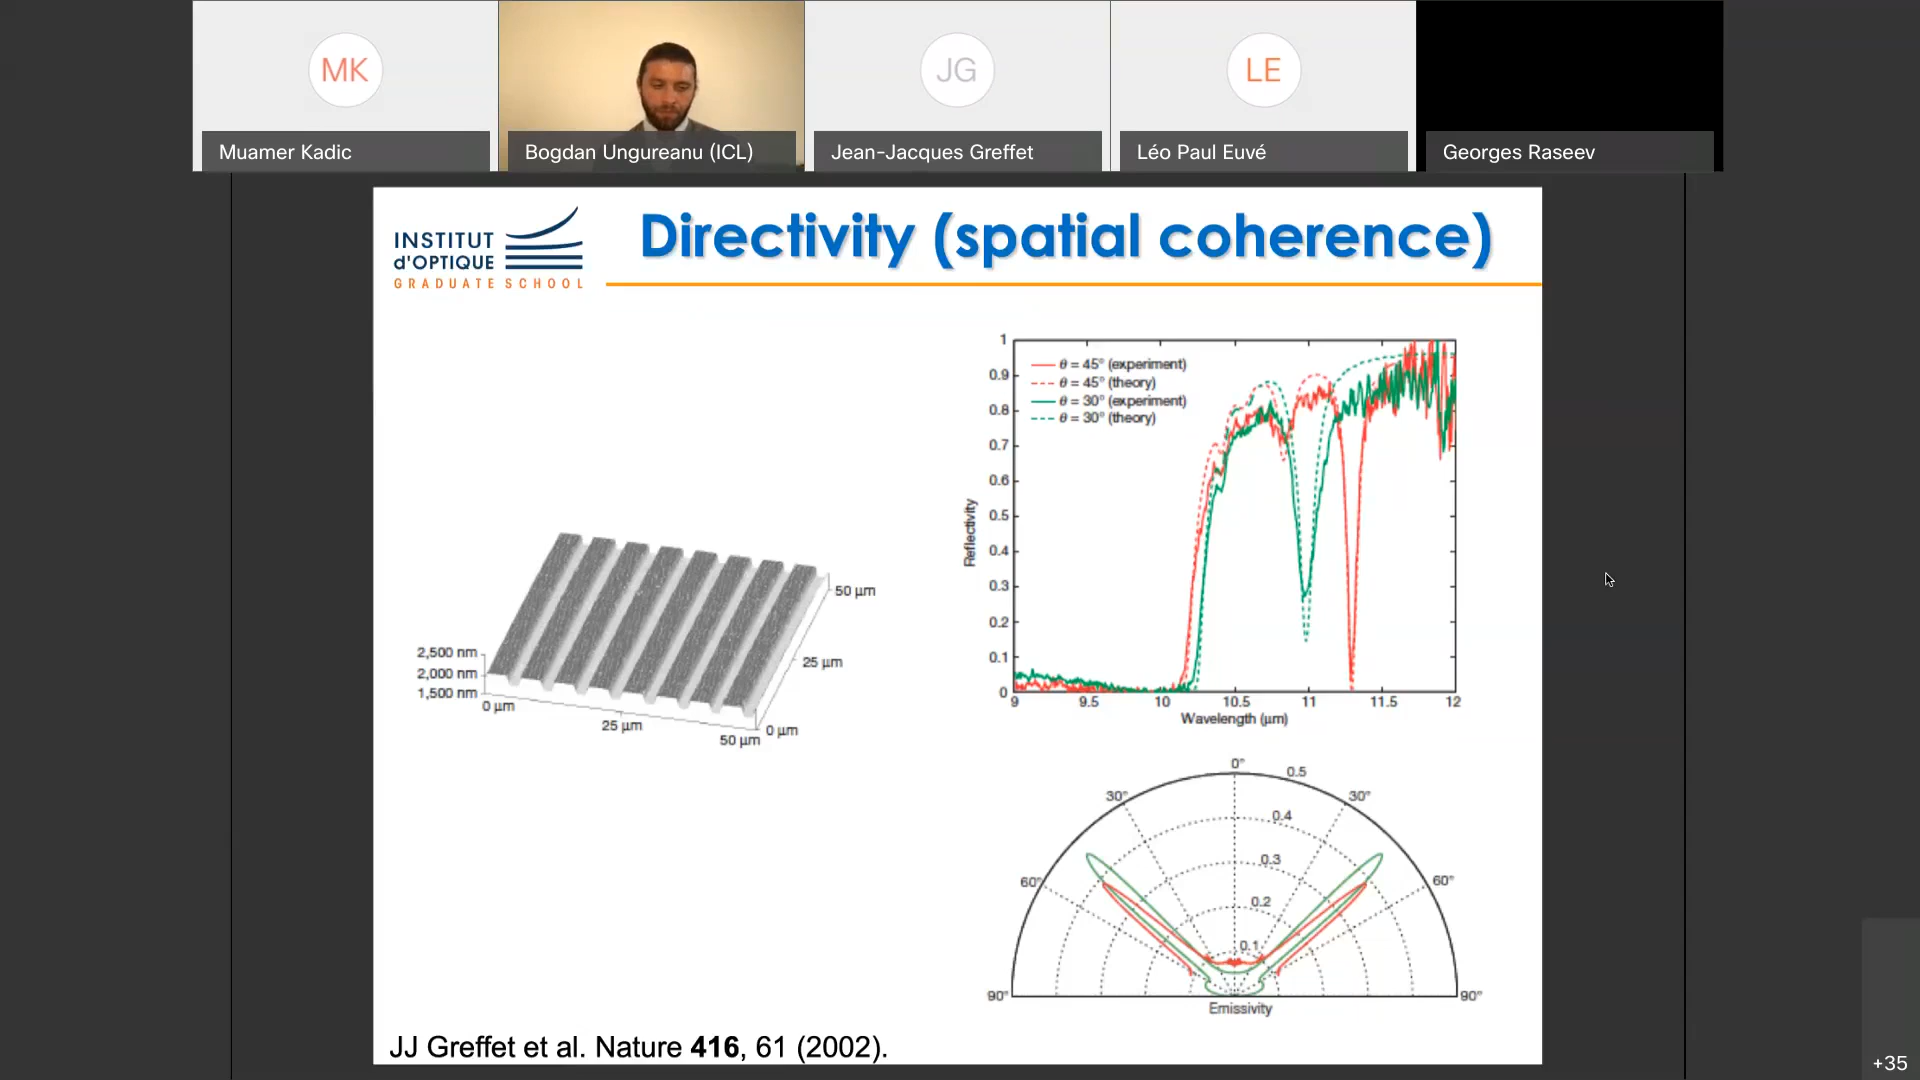 MK
JG
LE
Muamer Kadic
Bogdan Ungureanu (ICL)
Jean-Jacques Greffet
Léo Paul Euvé
Georges Raseev
INSTITUT
d'OPTIQUE
GRADUATE SCHOOL
Directivity (spatial coherence)
2,500 nm
2,000 nm
1,500 nm
0 µm
25 µm
50 µm
0 µm
25 µm
50 µm
θ = 45° (experiment)
θ = 45° (theory)
θ = 30° (experiment)
θ = 30° (theory)
Reflectivity
1
0.9
0.8
0.7
0.6
0.5
0.4
0.3
0.2
0.1
0
9 9.5 10 10.5 11 11.5 12
Wavelength (µm)
0°
30° 30°
60° 60°
90° 90°
0.5
0.4
0.3
0.2
0.1
Emissivity
JJ Greffet et al. Nature 416, 61 (2002).
+35